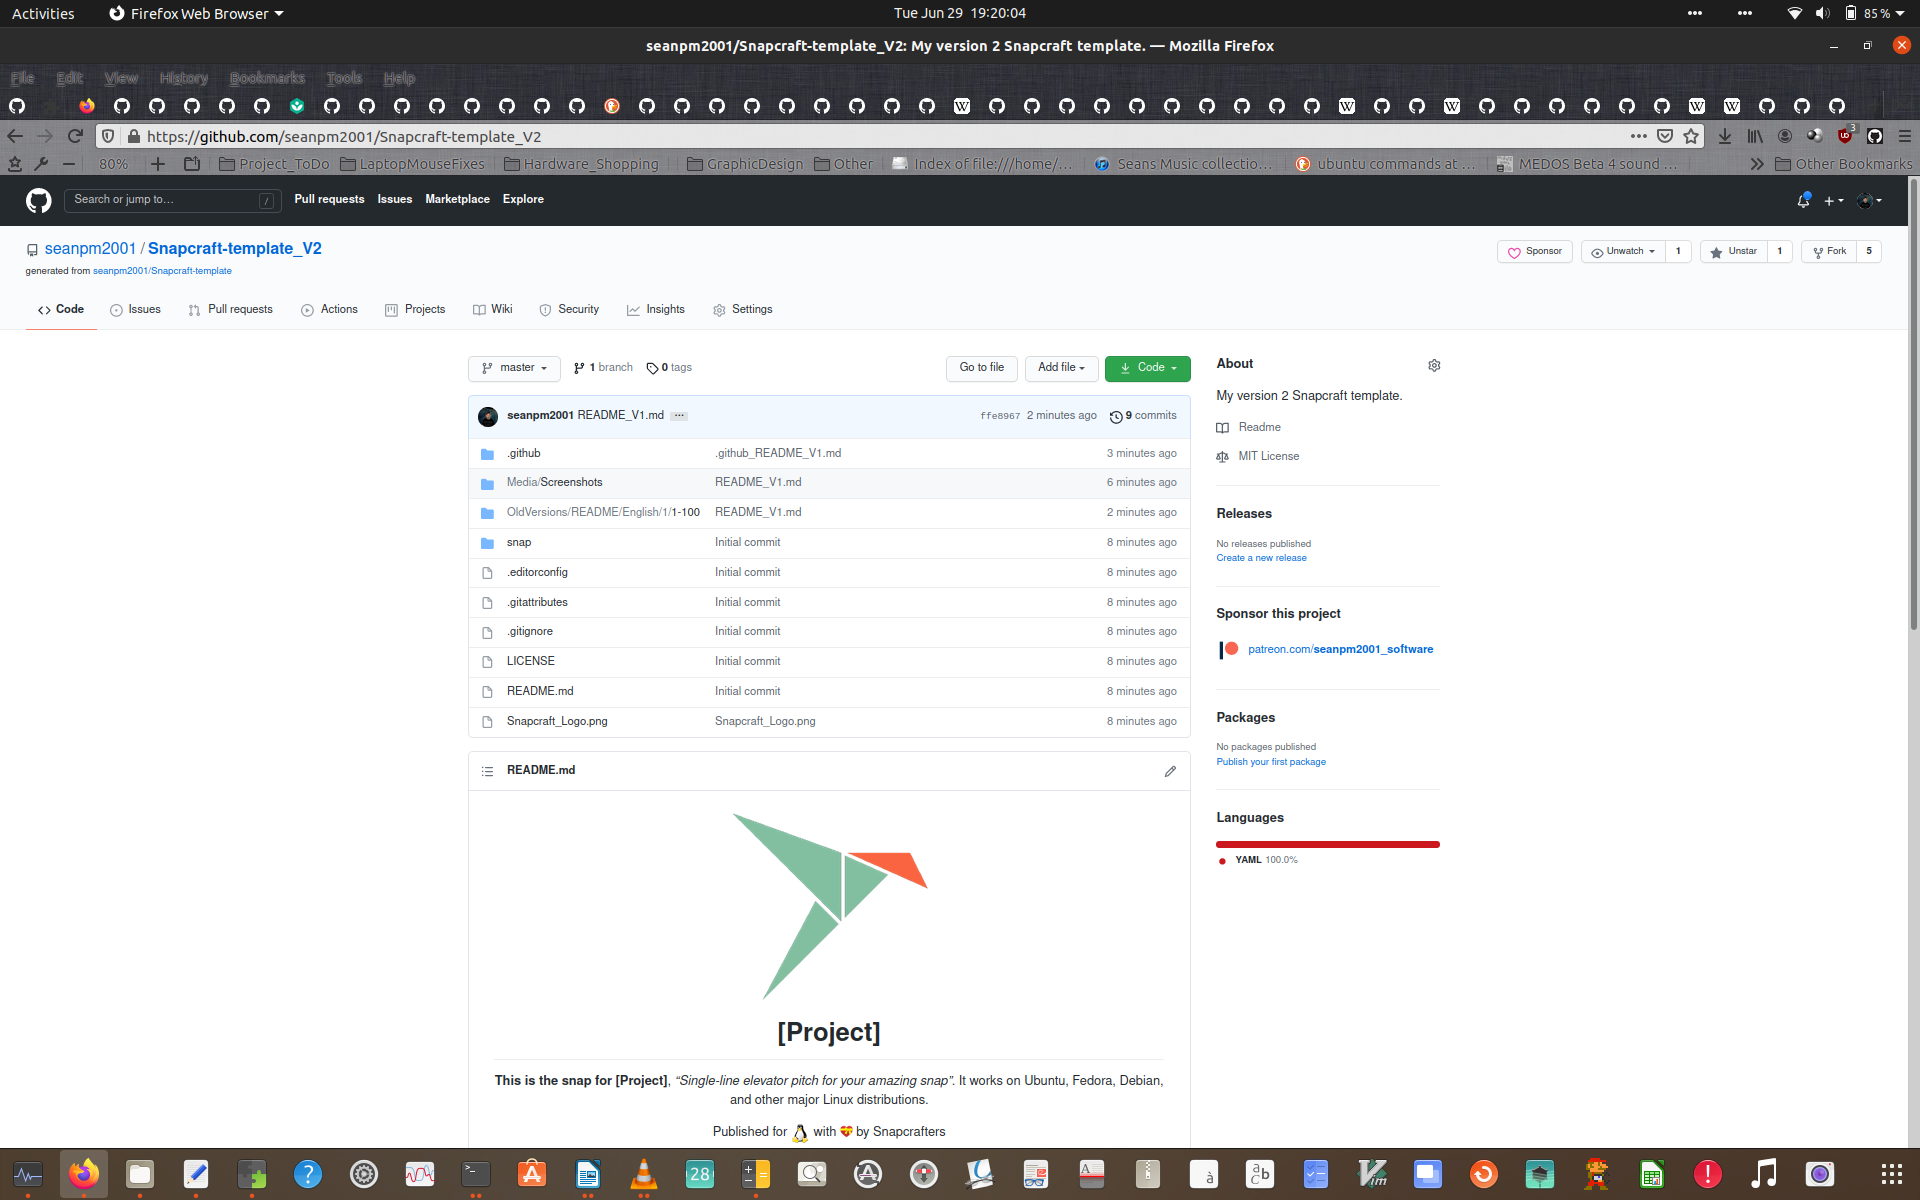 Activities Firefox Web Browser Tue Jun 29 19:20:04 85 %
seanpm2001/Snapcraft-template_V2: My version 2 Snapcraft template. — Mozilla Firefox
File Edit View History Bookmarks Tools Help
https://github.com/seanpm2001/Snapcraft-template_V2 3
80% Project_ToDo LaptopMouseFixes Hardware_Shopping GraphicDesign Other Index of file:///home/... Seans Music collectio... ubuntu commands at ... MEDOS Beta 4 sound ... Other Bookmarks
Search or jump to... / Pull requests Issues Marketplace Explore
seanpm2001 / Snapcraft-template_V2 Sponsor Unwatch 1 Unstar 1 Fork 5
generated from seanpm2001/Snapcraft-template
Code Issues Pull requests Actions Projects Wiki Security Insights Settings
master 1 branch 0 tags Go to file Add file Code
seanpm2001 README_V1.md ... ffe8967 2 minutes ago 9 commits
.github .github_README_V1.md 3 minutes ago
Media/Screenshots README_V1.md 6 minutes ago
OldVersions/README/English/1/1-100 README_V1.md 2 minutes ago
snap Initial commit 8 minutes ago
.editorconfig Initial commit 8 minutes ago
.gitattributes Initial commit 8 minutes ago
.gitignore Initial commit 8 minutes ago
LICENSE Initial commit 8 minutes ago
README.md Initial commit 8 minutes ago
Snapcraft_Logo.png Snapcraft_Logo.png 8 minutes ago
README.md
[Project]
This is the snap for [Project], “Single-line elevator pitch for your amazing snap”. It works on Ubuntu, Fedora, Debian,
and other major Linux distributions.
Published for with by Snapcrafters
About
My version 2 Snapcraft template.
Readme
MIT License
Releases
No releases published
Create a new release
Sponsor this project
patreon.com/seanpm2001_software
Packages
No packages published
Publish your first package
Languages
YAML 100.0%
28